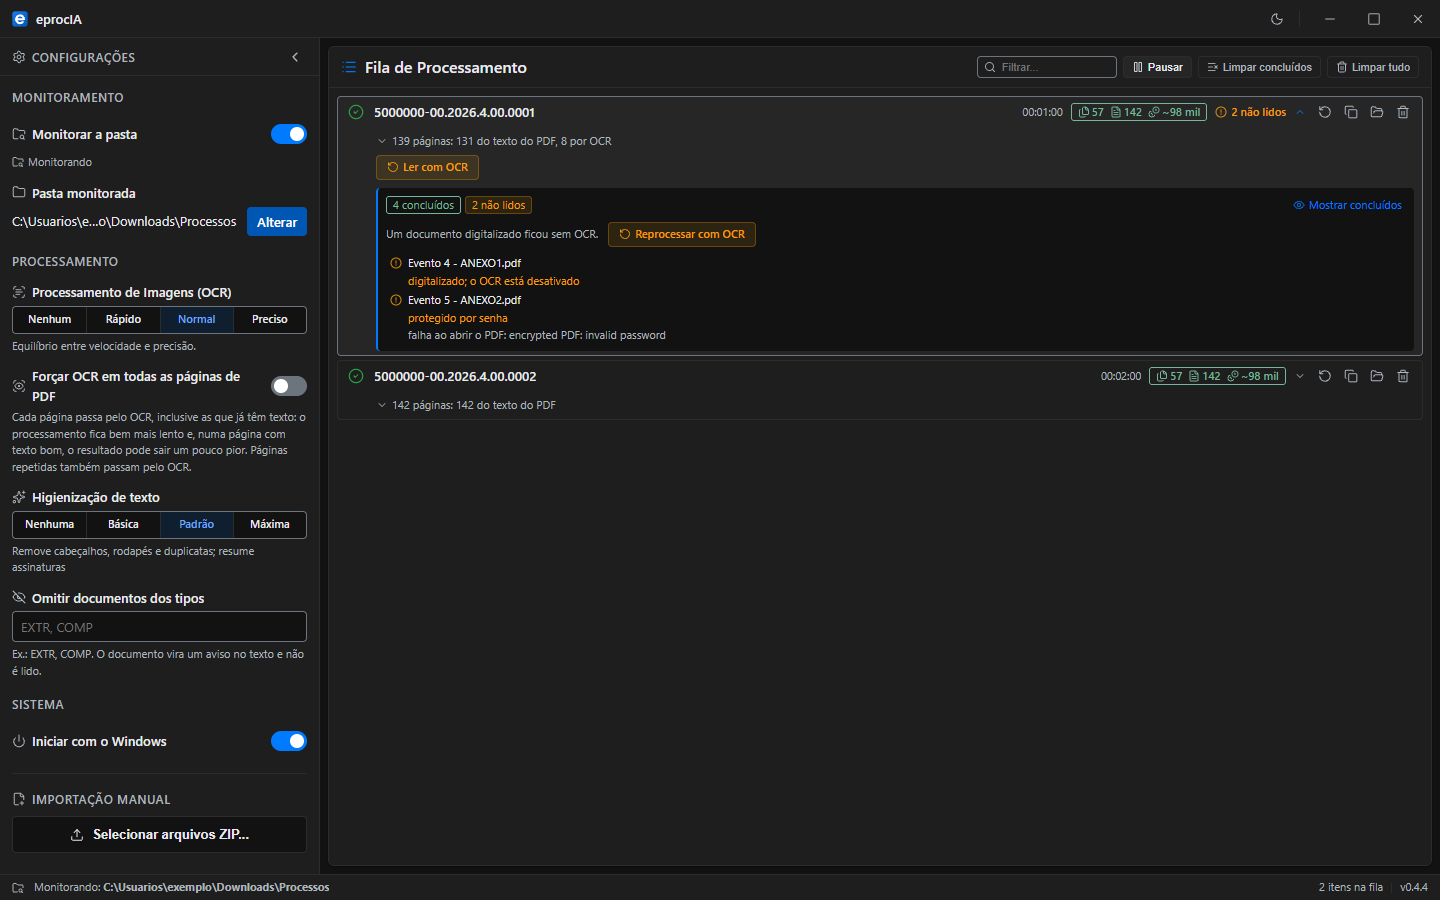 eprocIA
CONFIGURAÇÕES
MONITORAMENTO
Monitorar a pasta
Monitorando
Pasta monitorada
C:\Usuarios\e...o\Downloads\Processos
Alterar
PROCESSAMENTO
Processamento de Imagens (OCR)
Nenhum Rápido Normal Preciso
Equilíbrio entre velocidade e precisão.
Forçar OCR em todas as páginas de
PDF
Cada página passa pelo OCR, inclusive as que já têm texto: o
processamento fica bem mais lento e, numa página com
texto bom, o resultado pode sair um pouco pior. Páginas
repetidas também passam pelo OCR.
Higienização de texto
Nenhuma Básica Padrão Máxima
Remove cabeçalhos, rodapés e duplicatas; resume
assinaturas
Omitir documentos dos tipos
EXTR, COMP
Ex.: EXTR, COMP. O documento vira um aviso no texto e não
é lido.
SISTEMA
Iniciar com o Windows
IMPORTAÇÃO MANUAL
Selecionar arquivos ZIP...
Fila de Processamento
Filtrar...
Pausar
Limpar concluídos
Limpar tudo
5000000-00.2026.4.00.0001
00:01:00 57 142 ~98 mil 2 não lidos
139 páginas: 131 do texto do PDF, 8 por OCR
Ler com OCR
4 concluídos 2 não lidos
Mostrar concluídos
Um documento digitalizado ficou sem OCR. Reprocessar com OCR
Evento 4 - ANEXO1.pdf
digitalizado; o OCR está desativado
Evento 5 - ANEXO2.pdf
protegido por senha
falha ao abrir o PDF: encrypted PDF: invalid password
5000000-00.2026.4.00.0002
00:02:00 57 142 ~98 mil
142 páginas: 142 do texto do PDF
Monitorando: C:\Usuarios\exemplo\Downloads\Processos
2 itens na fila
v0.4.4